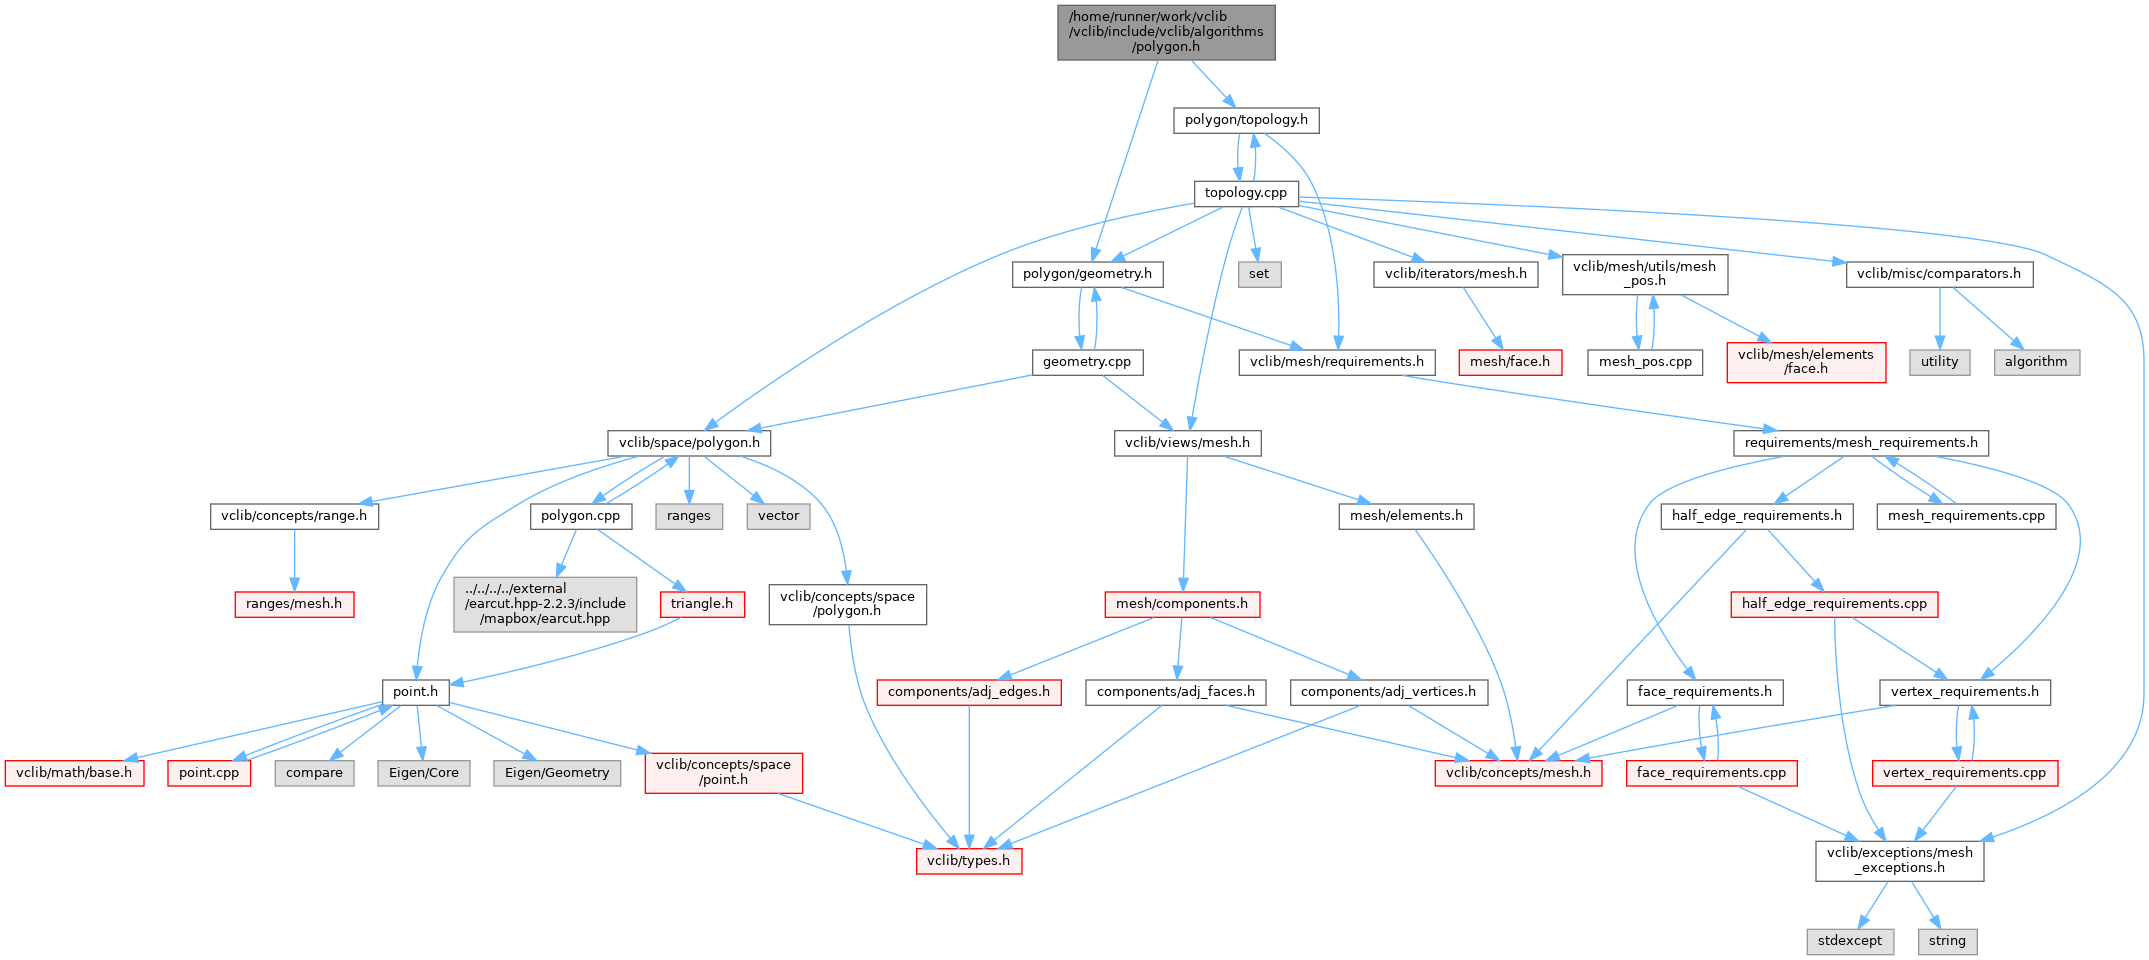 /home/runner/work/vclib
/vclib/include/vclib/algorithms
/polygon.h
polygon/topology.h
topology.cpp
polygon/geometry.h
set
vclib/iterators/mesh.h
vclib/mesh/utils/mesh
_pos.h
vclib/misc/comparators.h
geometry.cpp
vclib/mesh/requirements.h
mesh/face.h
mesh_pos.cpp
vclib/mesh/elements
/face.h
utility
algorithm
vclib/space/polygon.h
vclib/views/mesh.h
requirements/mesh_requirements.h
vclib/concepts/range.h
polygon.cpp
ranges
vector
mesh/elements.h
half_edge_requirements.h
mesh_requirements.cpp
ranges/mesh.h
../../../../external
/earcut.hpp-2.2.3/include
/mapbox/earcut.hpp
triangle.h
vclib/concepts/space
/polygon.h
mesh/components.h
half_edge_requirements.cpp
point.h
components/adj_edges.h
components/adj_faces.h
components/adj_vertices.h
face_requirements.h
vertex_requirements.h
vclib/math/base.h
point.cpp
compare
Eigen/Core
Eigen/Geometry
vclib/concepts/space
/point.h
vclib/concepts/mesh.h
face_requirements.cpp
vertex_requirements.cpp
vclib/types.h
vclib/exceptions/mesh
_exceptions.h
stdexcept
string